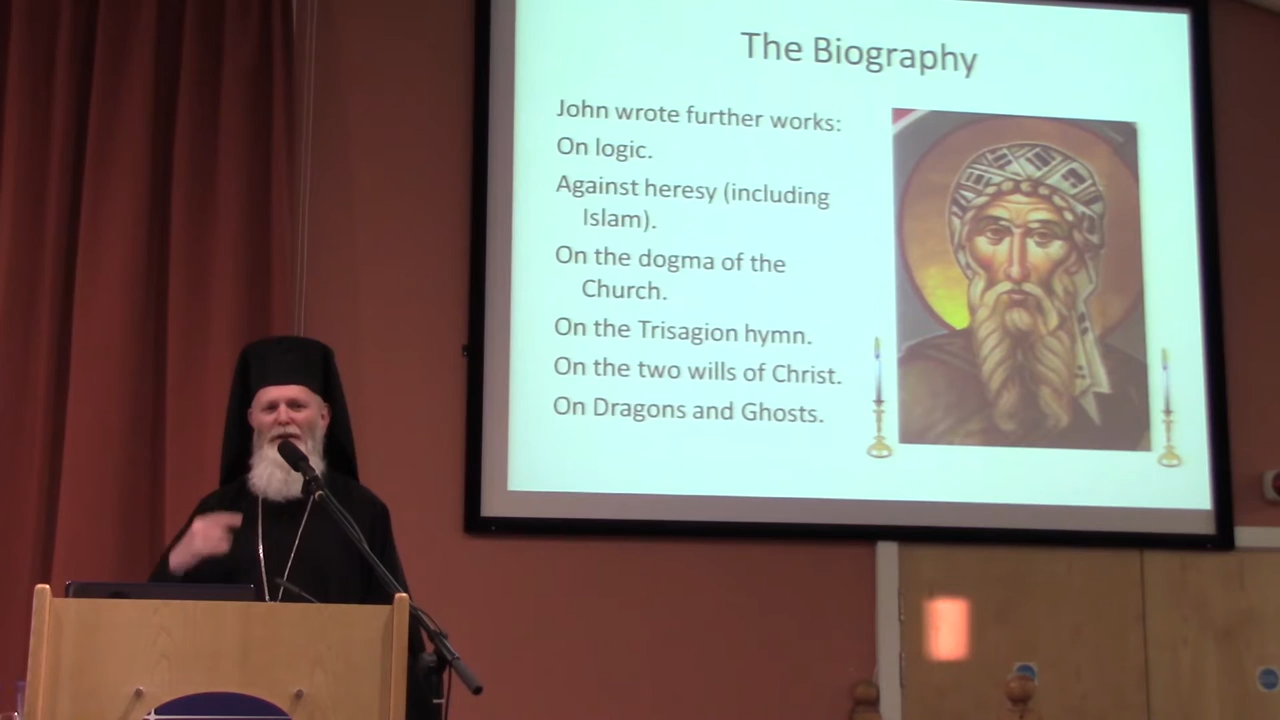 The Biography
John wrote further works:
On logic.
Against heresy (including
Islam).
On the dogma of the
Church.
On the Trisagion hymn.
On the two wills of Christ.
On Dragons and Ghosts.